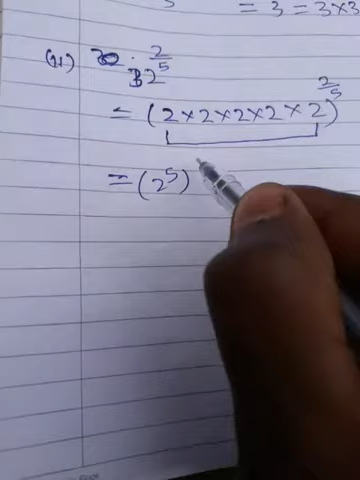 = 3 = 3×3
(ii) 32^(2/5)
= (2×2×2×2×2)^(2/5)
= (2^5)